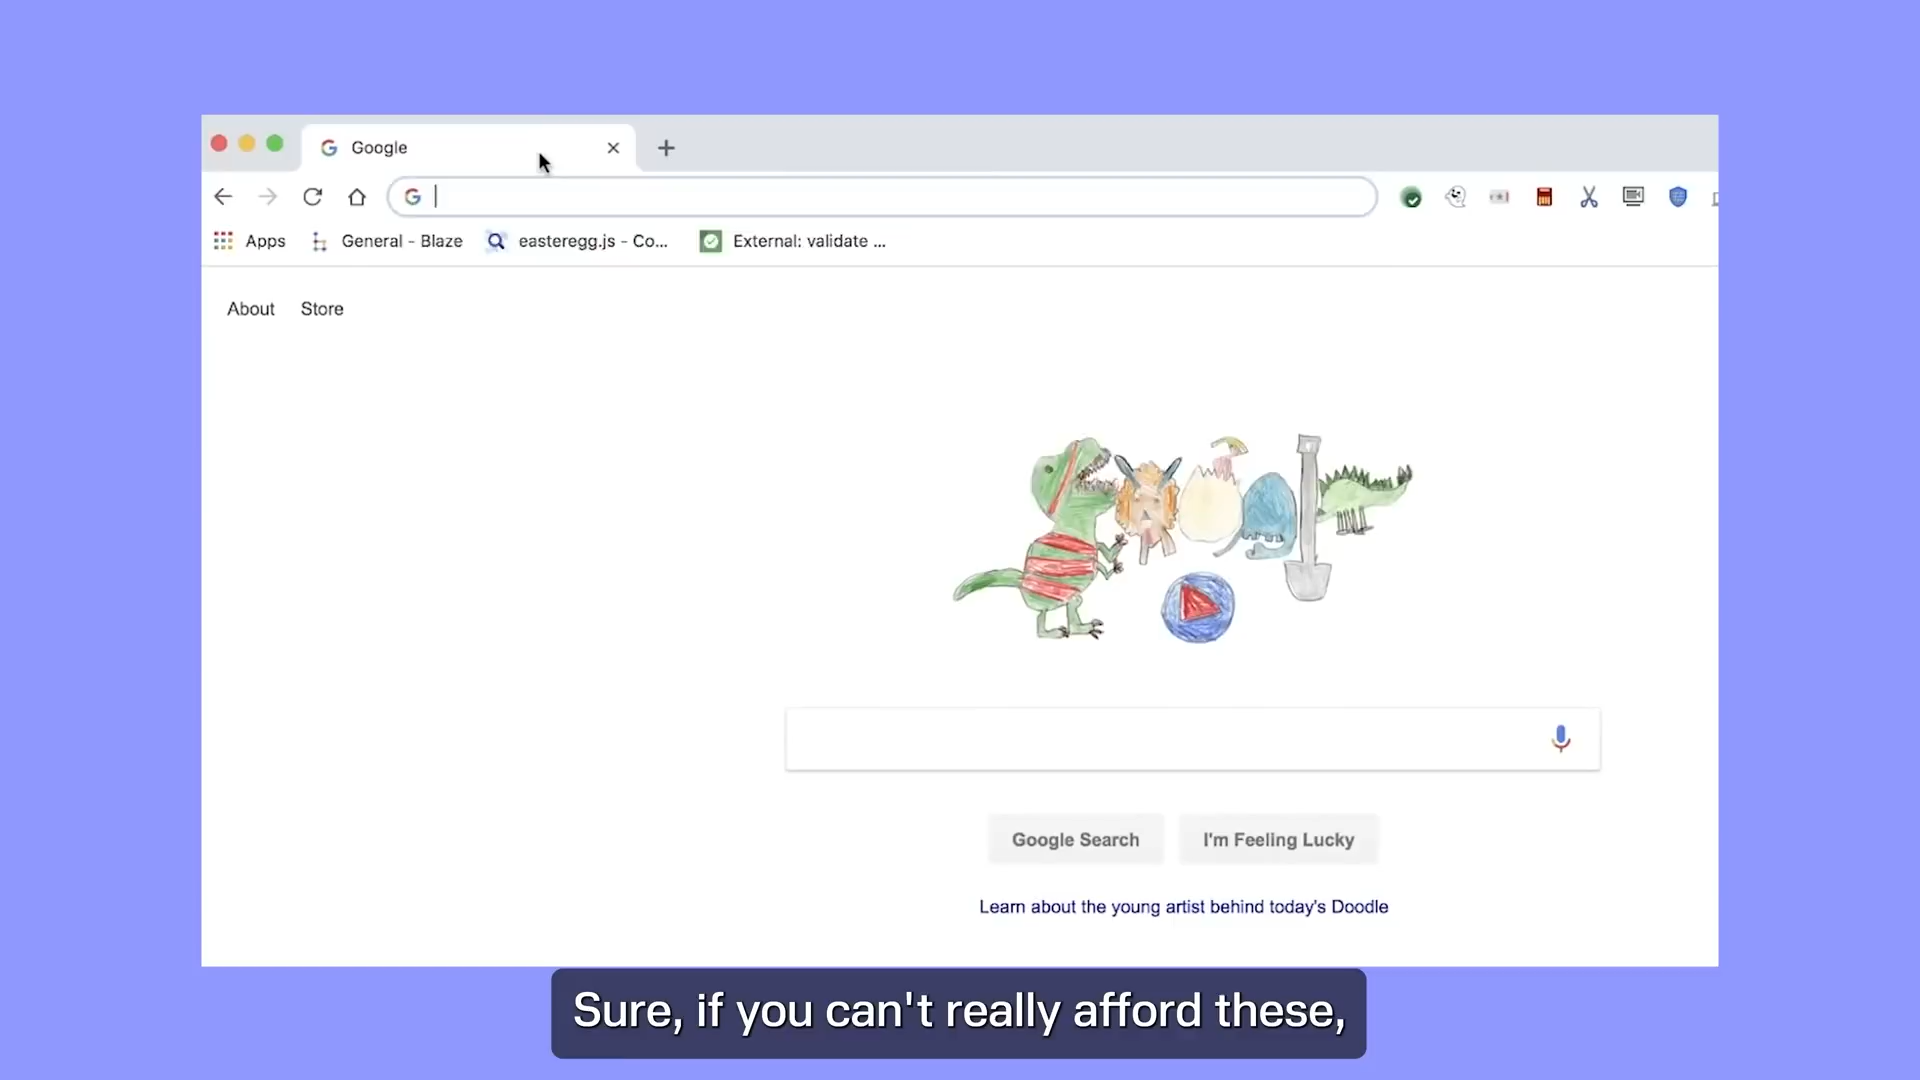 Google
Apps
General - Blaze
easteregg.js - Co...
External: validate ...
About
Store
Google Search
I'm Feeling Lucky
Learn about the young artist behind today's Doodle
Sure, if you can't really afford these,